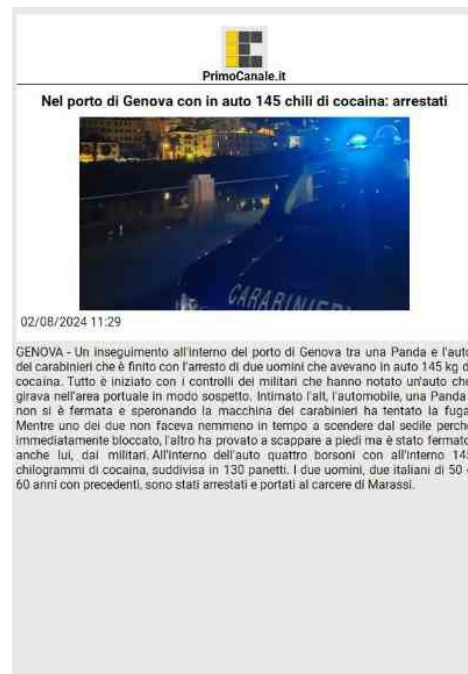 PrimoCanale.it
Nel porto di Genova con in auto 145 chili di cocaina: arrestati
CARABINIERI
02/08/2024 11:29
GENOVA - Un inseguimento all'interno del porto di Genova tra una Panda e l'auto
dei carabinieri che è finito con l'arresto di due uomini che avevano in auto 145 kg d
cocaina. Tutto è iniziato con i controlli dei militari che hanno notato un'auto che
girava nell'area portuale in modo sospetto. Intimato l'alt, l'automobile, una Panda
non si è fermata e speronando la macchina dei carabinieri ha tentato la fuga
Mentre uno dei due non faceva nemmeno in tempo a scendere dal sedile perché
immediatamente bloccato, l'altro ha provato a scappare a piedi ma è stato fermato
anche lui, dai militari. All'interno dell'auto quattro borsoni con all'interno 145
chilogrammi di cocaina, suddivisa in 130 panetti. I due uomini, due italiani di 50
60 anni con precedenti, sono stati arrestati e portati al carcere di Marassi.